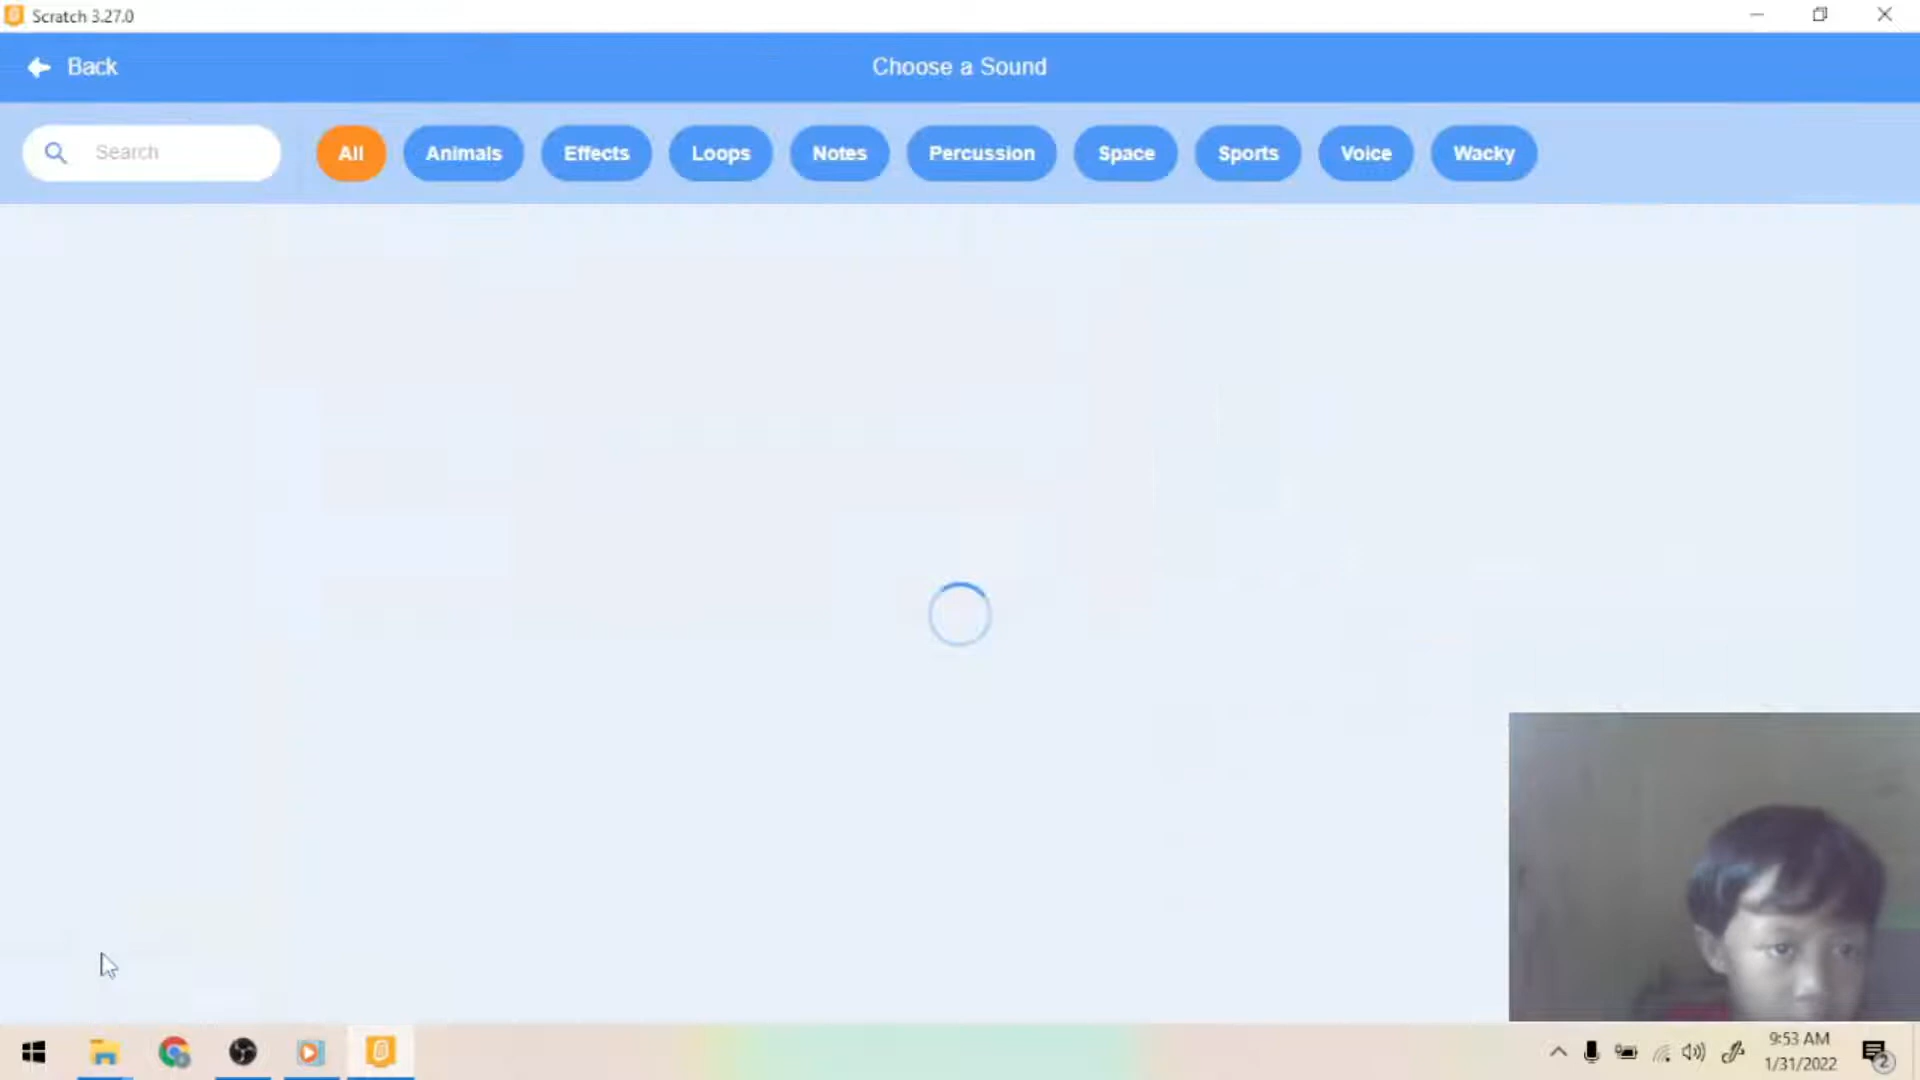 Scratch 3.27.0
Back
Choose a Sound
Search
All
Animals
Effects
Loops
Notes
Percussion
Space
Sports
Voice
Wacky
9:53 AM
1/31/2022
2